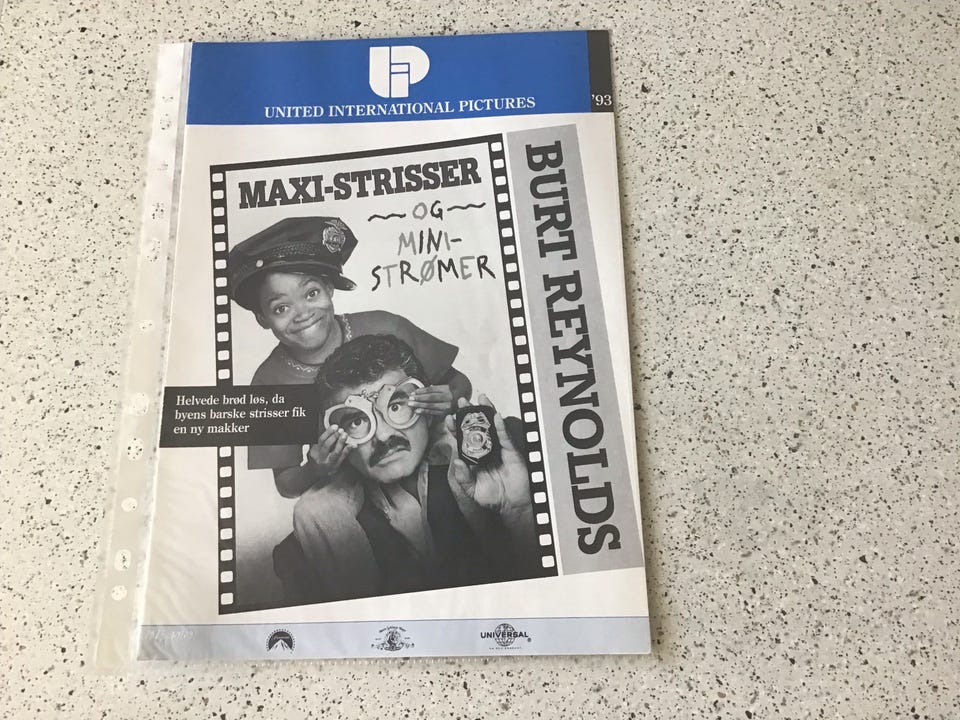 UIP
UNITED INTERNATIONAL PICTURES
'93
MAXI-STRISSER
OG
MINI-
STRØMER
BURT REYNOLDS
Helvede brød løs, da
byens barske strisser fik
en ny makker
UNIVERSAL